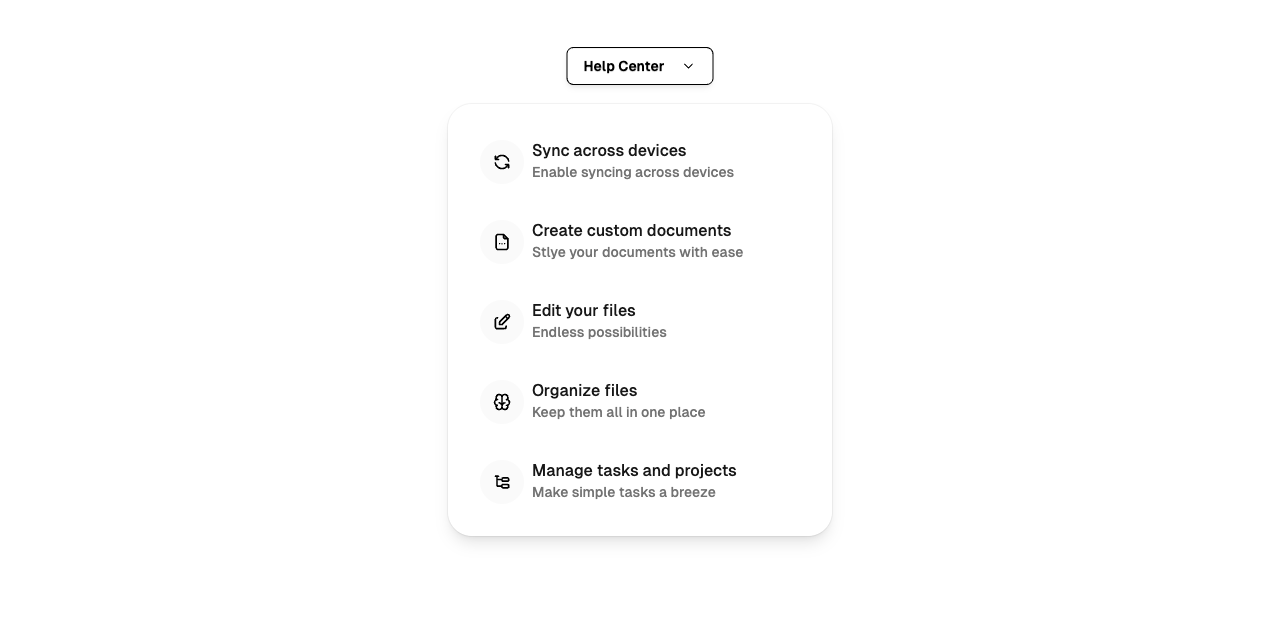 Help Center
Sync across devices
Enable syncing across devices
Create custom documents
Stlye your documents with ease
Edit your files
Endless possibilities
Organize files
Keep them all in one place
Manage tasks and projects
Make simple tasks a breeze